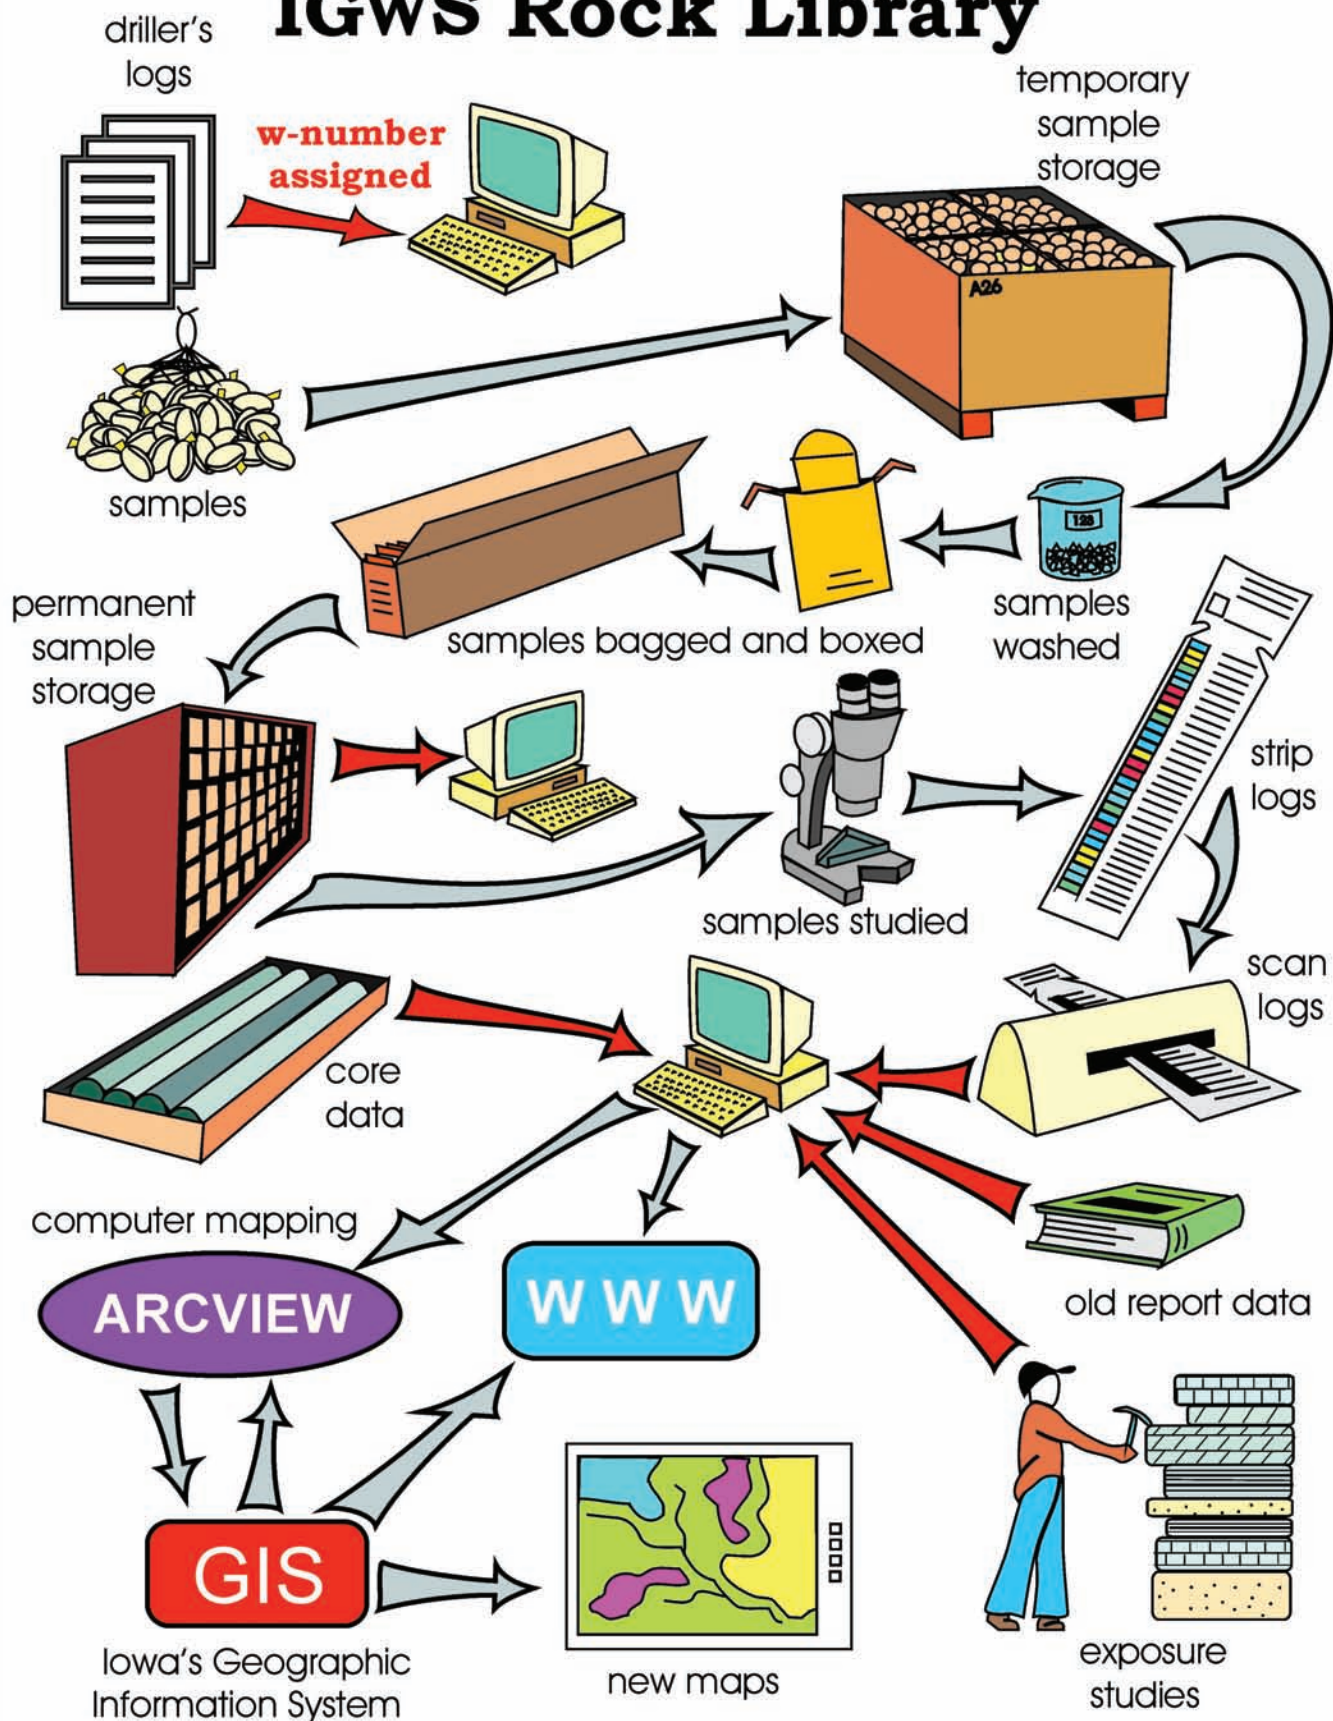 IGWS Rock Library
driller's
logs
w-number
assigned
temporary
sample
storage
A26
samples
123
samples
washed
samples bagged and boxed
permanent
sample
storage
strip
logs
samples studied
scan
logs
core
data
computer mapping
ARCVIEW
W W W
old report data
GIS
Iowa's Geographic
Information System
new maps
exposure
studies